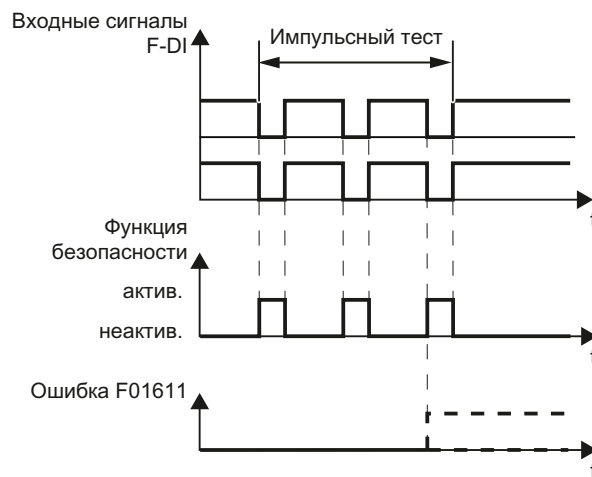 Входные сигналы
F-DI
Импульсный тест
t
Функция
безопасности
актив.
неактив.
t
Ошибка F01611
t